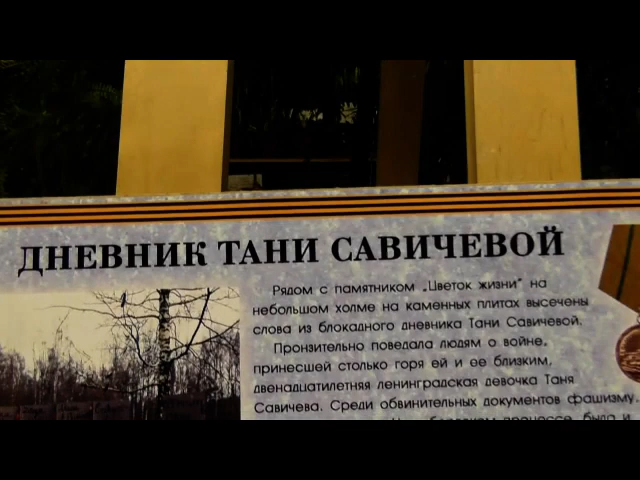 ДНЕВНИК ТАНИ САВИЧЕВОЙ
Рядом с памятником „Цветок жизни" на
небольшом холме на каменных плитах высечены
слова из блокадного дневника Тани Савичевой.
Пронзительно поведала людям о войне,
принесшей столько горя ей и ее близким,
двенадцатилетняя ленинградская девочка Таня
Савичева. Среди обвинительных документов фашизму,
процессе, была и